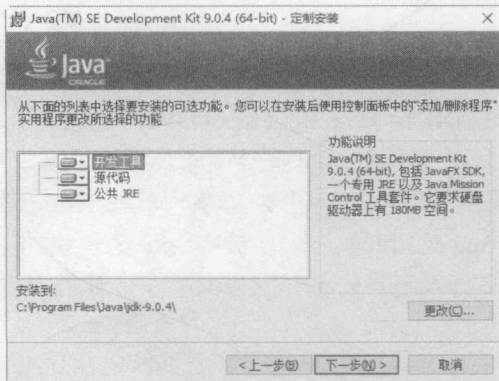 Java(TM) SE Development Kit 9.0.4 (64-bit) - 定制安装
Java
ORACLE
从下面的列表中选择要安装的可选功能。您可以在安装后使用控制面板中的“添加/删除程序”
实用程序更改所选择的功能
开发工具
源代码
公共 JRE
功能说明
Java(TM) SE Development Kit
9.0.4 (64-bit), 包括 JavaFX SDK,
一个专用 JRE 以及 Java Mission
Control 工具套件。它要求硬盘
驱动器上有 180MB 空间。
安装到:
C:\Program Files\Java\jdk-9.0.4\
更改(C)...
< 上一步(B)
下一步(N) >
取消